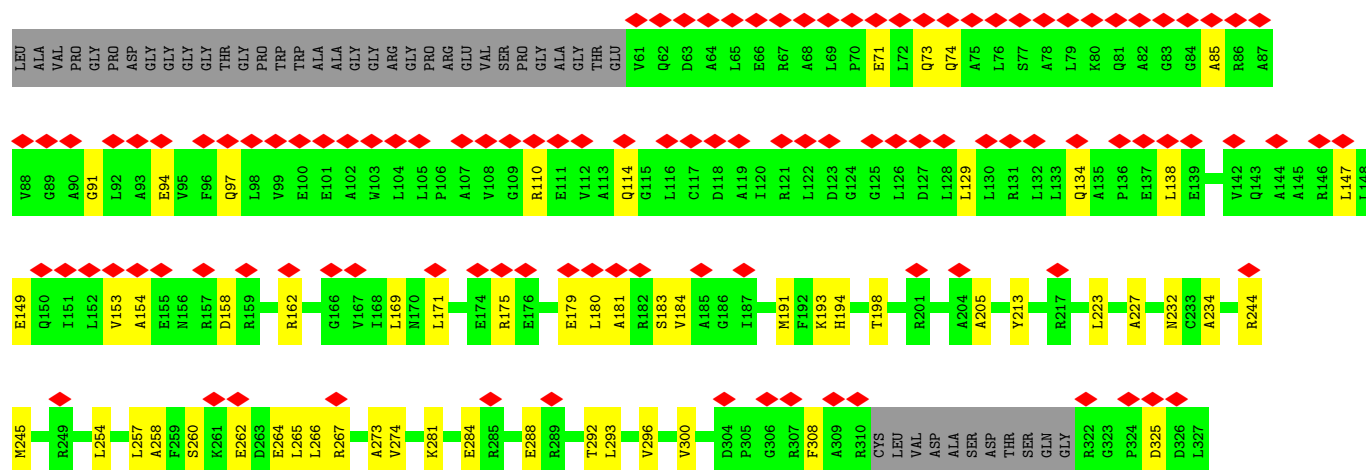 LEU ALA VAL PRO GLY PRO ASP GLY GLY GLY GLY THR GLY PRO TRP TRP ALA ALA GLY GLY ARG GLY PRO ARG GLU VAL SER PRO GLY ALA GLY THR GLU V61 Q62 D63 A64 L65 E66 R67 A68 L69 P70 E71 L72 Q73 Q74 A75 L76 S77 A78 L79 K80 Q81 A82 G83 G84 A85 R86 A87
V88 G89 A90 G91 L92 A93 E94 V95 F96 Q97 L98 V99 E100 E101 A102 W103 L104 L105 P106 A107 V108 G109 R110 E111 V112 A113 Q114 G115 L116 C117 D118 A119 I120 R121 L122 D123 G124 G125 L126 D127 L128 L129 L130 R131 L132 L133 Q134 A135 P136 E137 L138 E139 V142 Q143 A144 A145 R146 L147 L148
E149 Q150 I151 L152 V153 A154 E155 N156 R157 D158 R159 R162 G166 V167 I168 L169 N170 L171 E174 R175 E176 E179 L180 A181 R182 S183 V184 A185 G186 I187 M191 F192 K193 H194 T198 R201 A204 A205 Y213 R217 L223 A227 N232 C233 A234 R244
M245 R249 L254 L257 A258 F259 S260 K261 E262 D263 E264 L265 L266 R267 A273 V274 K281 E284 R285 E288 R289 T292 L293 V296 V300 D304 P305 G306 R307 F308 A309 R310 CYS LEU VAL ASP ALA SER ASP THR SER GLN GLY R322 G323 P324 D325 D326 L327